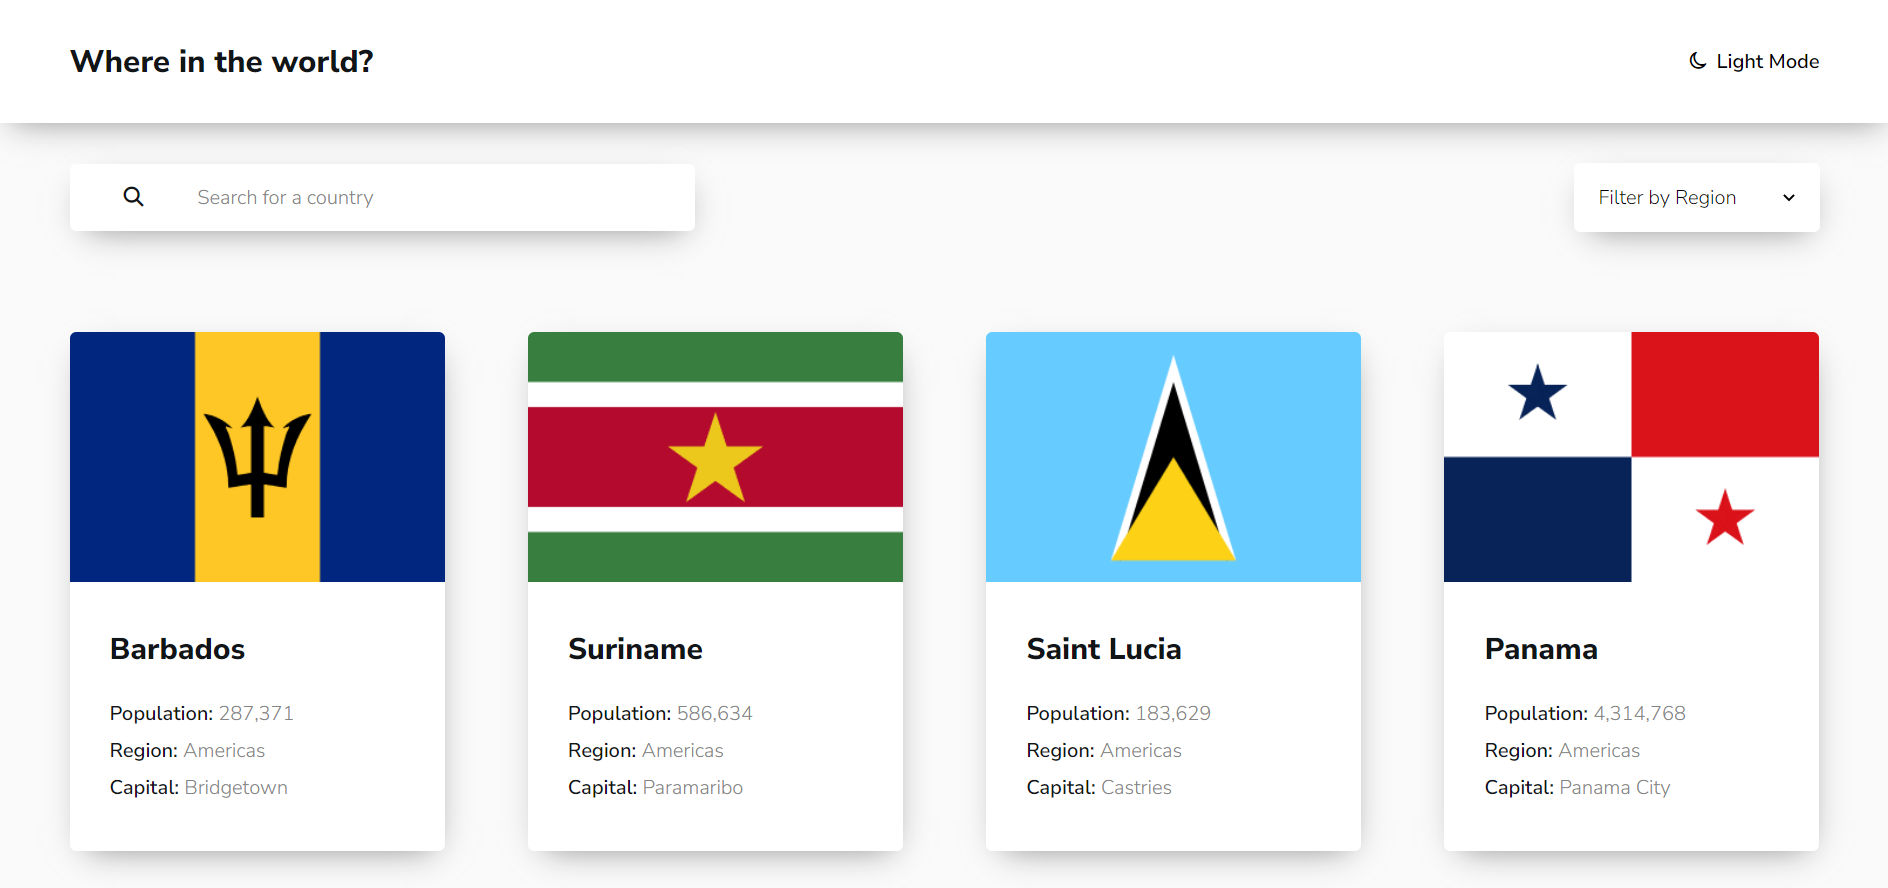 Where in the world?
Light Mode
Search for a country
Filter by Region
Barbados
Population: 287,371
Region: Americas
Capital: Bridgetown
Suriname
Population: 586,634
Region: Americas
Capital: Paramaribo
Saint Lucia
Population: 183,629
Region: Americas
Capital: Castries
Panama
Population: 4,314,768
Region: Americas
Capital: Panama City